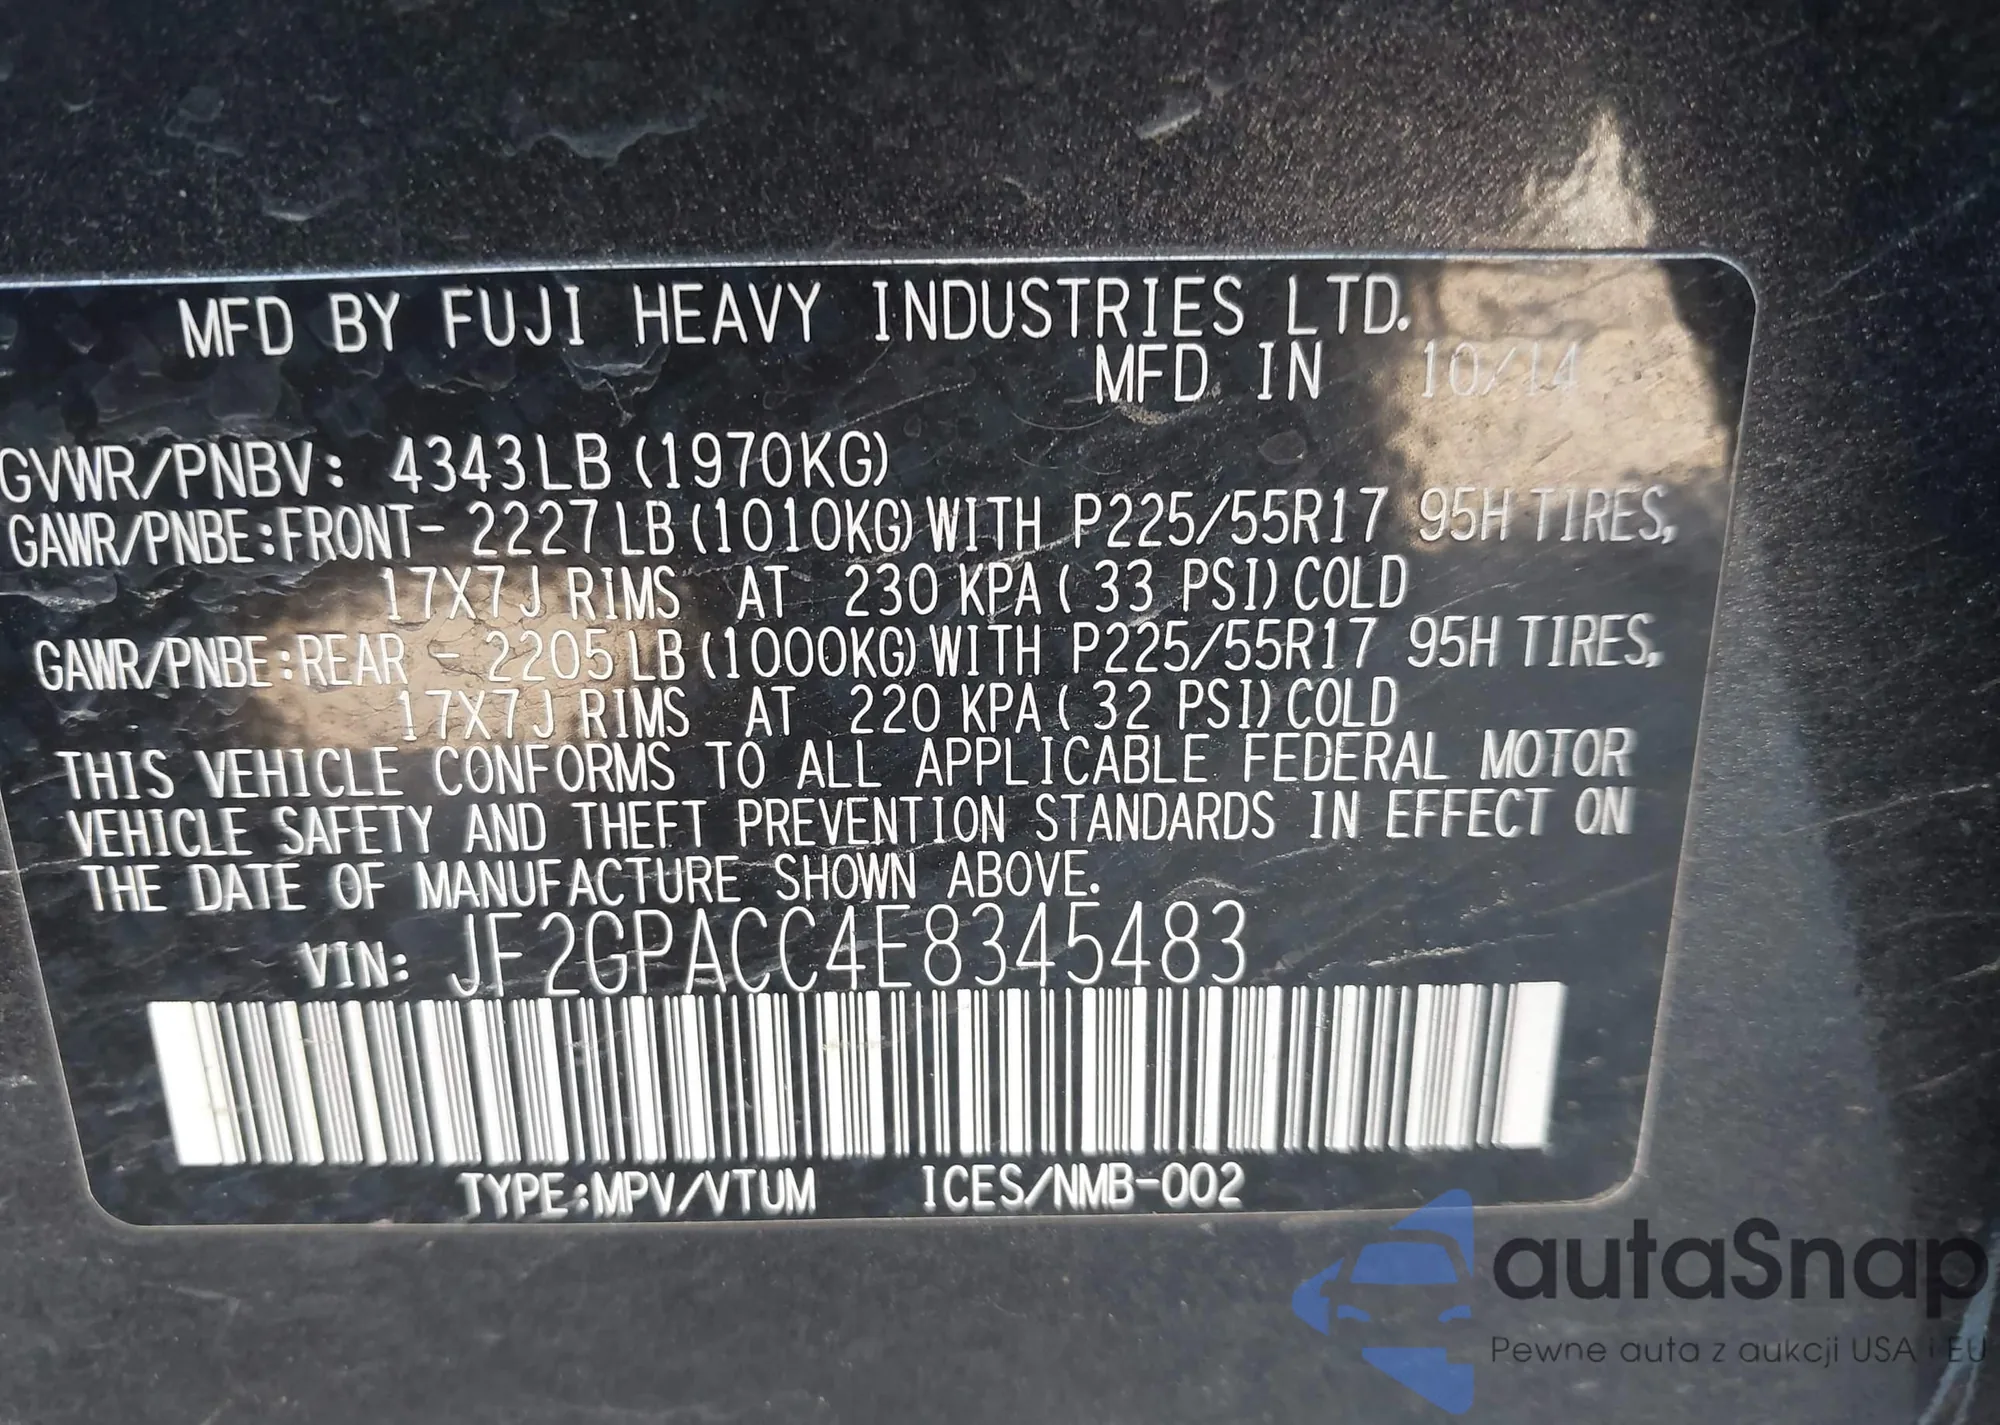 MFD BY FUJI HEAVY INDUSTRIES LTD.
MFD IN 10/14
GVWR/PNBV: 4343LB (1970KG)
GAWR/PNBE:FRONT- 2227LB (1010KG) WITH P225/55R17 95H TIRES,
17X7J RIMS AT 230 KPA ( 33 PSI) COLD
GAWR/PNBE:REAR - 2205LB (1000KG) WITH P225/55R17 95H TIRES,
17X7J RIMS AT 220 KPA ( 32 PSI) COLD
THIS VEHICLE CONFORMS TO ALL APPLICABLE FEDERAL MOTOR
VEHICLE SAFETY AND THEFT PREVENTION STANDARDS IN EFFECT ON
THE DATE OF MANUFACTURE SHOWN ABOVE.
VIN: JF2GPACC4E8345483
TYPE:MPV/VTUM ICES/NMB-002
autaSnap
Pewne auta z aukcji USA i EU